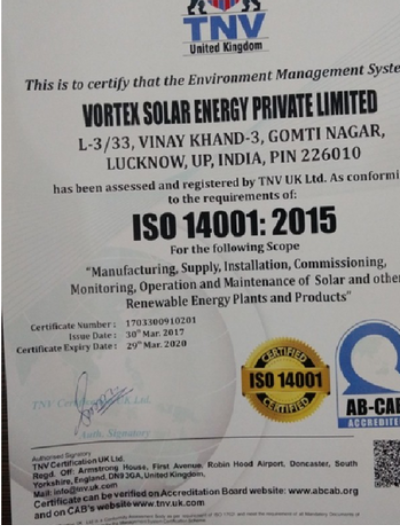 TNV
United Kingdom
This is to certify that the Environment Management Syste
VORTEX SOLAR ENERGY PRIVATE LIMITED
L-3/33, VINAY KHAND-3, GOMTI NAGAR,
LUCKNOW, UP, INDIA, PIN 226010
has been assessed and registered by TNV UK Ltd. As conformi
to the requirements of:
ISO 14001: 2015
For the following Scope
“Manufacturing, Supply, Installation, Commissioning,
Monitoring, Operation and Maintenance of Solar and othe
Renewable Energy Plants and Products”
Certificate Number : 1703300910201
Issue Date : 30th Mar. 2017
Certificate Expiry Date : 29th Mar. 2020
CERTIFIED
ISO 14001
CERTIFIED
AB-CAB
ACCREDITE
TNV Certification UK Ltd.
Auth. Signatory
Authorised Signatory
TNV Certification UK Ltd.
Regd. Off: Armstrong House, First Avenue, Robin Hood Airport, Doncaster, South
Yorkshire, England, DN9 3GA, United Kingdom,
Mail: info@tnv.uk.com
Certificate can be verified on Accreditation Board website: www.abcab.org
and on CAB's website www.tnv.uk.com